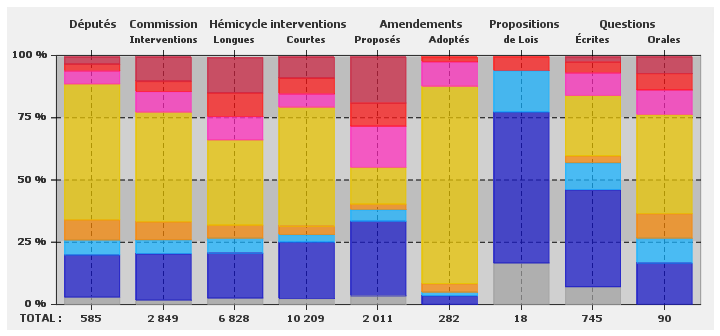 Députés Commission Hémicycle interventions Amendements Propositions Questions
Interventions Longues Courtes Proposés Adoptés de Lois Écrites Orales
100 %
75 %
50 %
25 %
0 %
TOTAL : 585 2 849 6 828 10 209 2 011 282 18 745 90